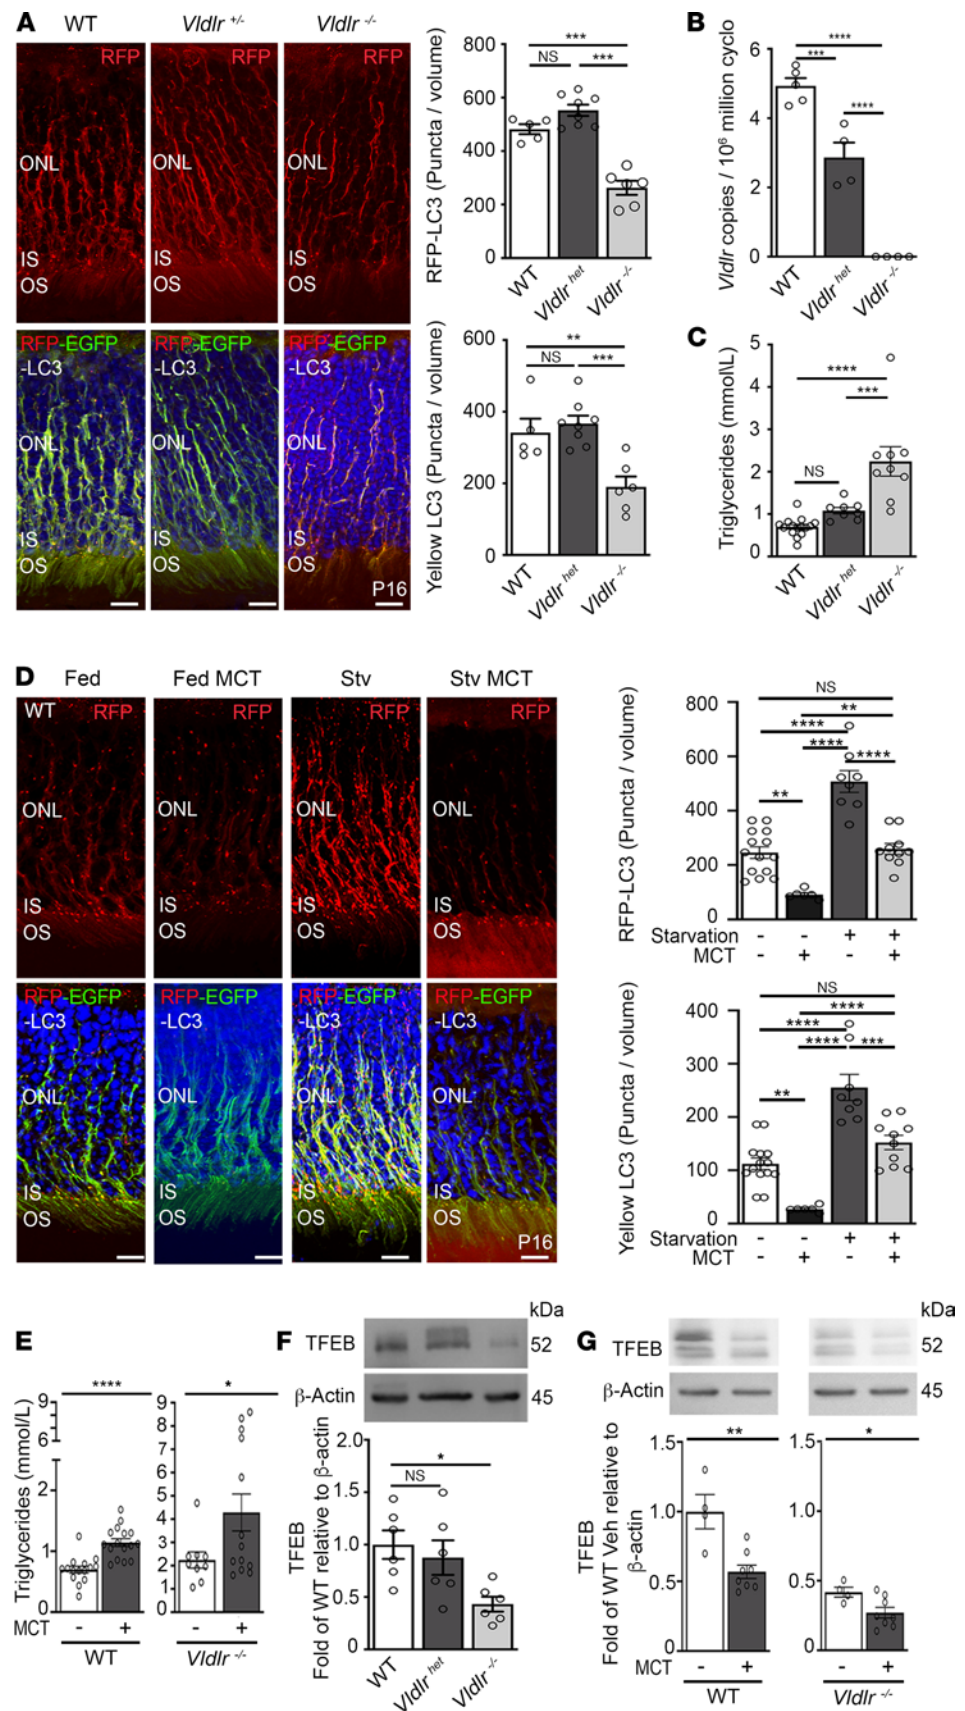 A
WT
Vldlr +/-
Vldlr -/-
RFP
RFP
RFP
ONL
ONL
ONL
IS
OS
IS
OS
IS
OS
RFP-EGFP
-LC3
RFP-EGFP
-LC3
RFP-EGFP
-LC3
ONL
ONL
ONL
IS
OS
IS
OS
IS
OS
P16
RFP-LC3 (Puncta / volume)
800
600
400
200
0
***
NS
***
WT
Vldlr het
Vldlr -/-
Yellow LC3 (Puncta / volume)
600
400
200
0
**
NS
***
WT
Vldlr het
Vldlr -/-
B
Vldlr copies / 10⁶ million cyclo
6
4
2
0
****
***
****
WT
Vldlr het
Vldlr -/-
C
Triglycerides (mmol\L)
5
4
3
2
1
0
****
***
NS
WT
Vldlr het
Vldlr -/-
D
Fed
Fed MCT
Stv
Stv MCT
WT
RFP
RFP
RFP
RFP
ONL
ONL
ONL
ONL
IS
OS
IS
OS
IS
OS
IS
OS
RFP-EGFP
-LC3
RFP-EGFP
-LC3
RFP-EGFP
-LC3
RFP-EGFP
-LC3
ONL
ONL
ONL
ONL
IS
OS
IS
OS
IS
OS
IS
OS
P16
RFP-LC3 (Puncta / volume)
800
600
400
200
0
NS
**
****
****
****
**
Starvation - - + +
MCT - + - +
Yellow LC3 (Puncta / volume)
400
300
200
100
0
NS
****
****
****
***
**
Starvation - - + +
MCT - + - +
E
Triglycerides (mmol/L)
9
6
2
1
0
****
9
8
7
6
5
4
3
2
1
0
*
MCT - + - +
WT
Vldlr -/-
F
kDa
TFEB
52
β-Actin
45
TFEB
Fold of WT relative to β-actin
2.0
1.5
1.0
0.5
0
*
NS
WT
Vldlr het
Vldlr -/-
G
kDa
TFEB
52
β-Actin
45
TFEB
Fold of WT Veh relative to
β-actin
1.5
1.0
0.5
0
**
1.5
1.0
0.5
0
*
MCT - + - +
WT
Vldlr -/-